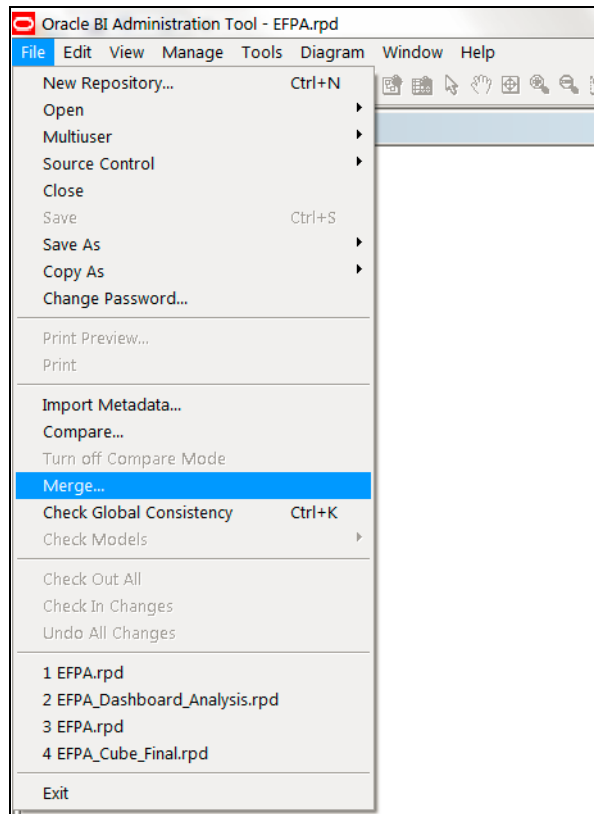 Oracle BI Administration Tool - EFPA.rpd
File Edit View Manage Tools Diagram Window Help
New Repository... Ctrl+N
Open
Multiuser
Source Control
Close
Save Ctrl+S
Save As
Copy As
Change Password...
Print Preview...
Print
Import Metadata...
Compare...
Turn off Compare Mode
Merge...
Check Global Consistency Ctrl+K
Check Models
Check Out All
Check In Changes
Undo All Changes
1 EFPA.rpd
2 EFPA_Dashboard_Analysis.rpd
3 EFPA.rpd
4 EFPA_Cube_Final.rpd
Exit